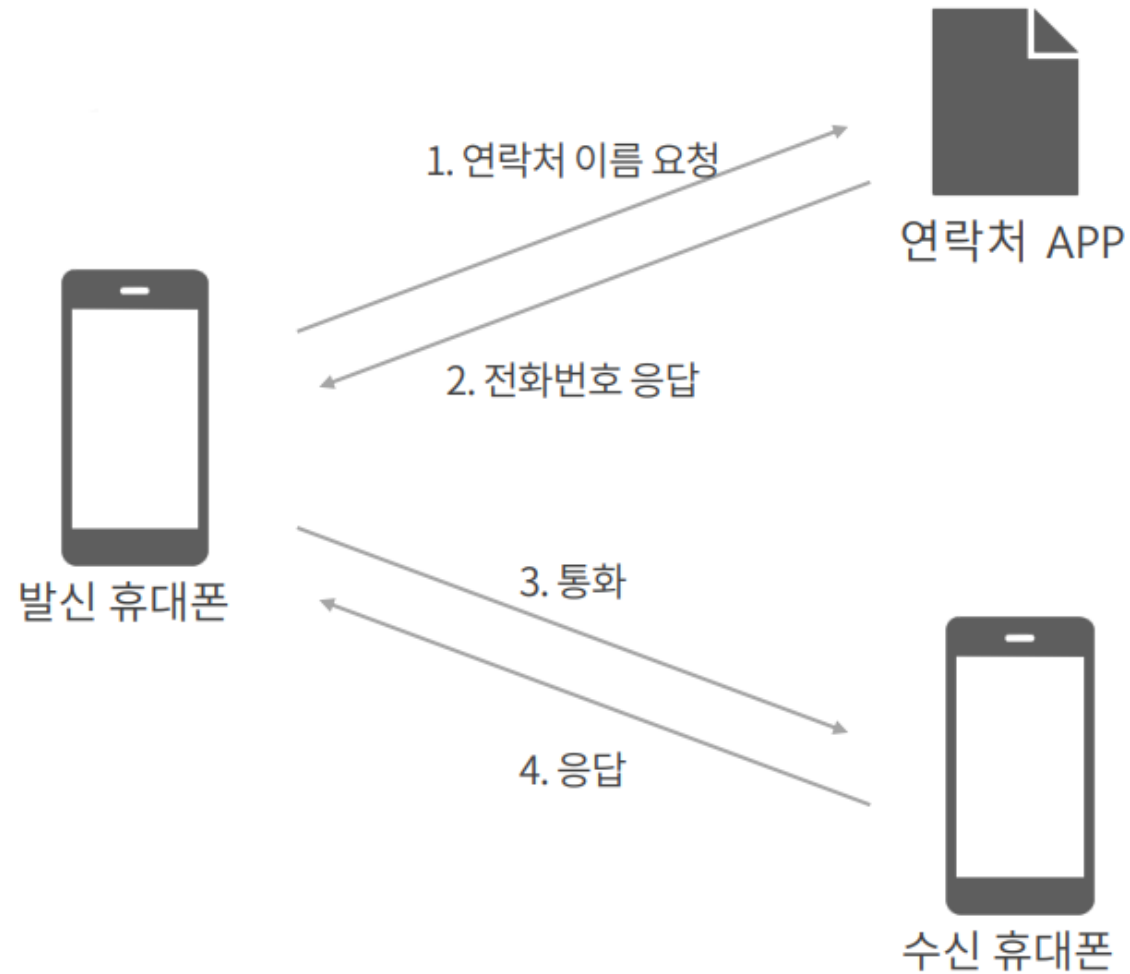 1. 연락처 이름 요청
연락처 APP
2. 전화번호 응답
발신 휴대폰
3. 통화
4. 응답
수신 휴대폰